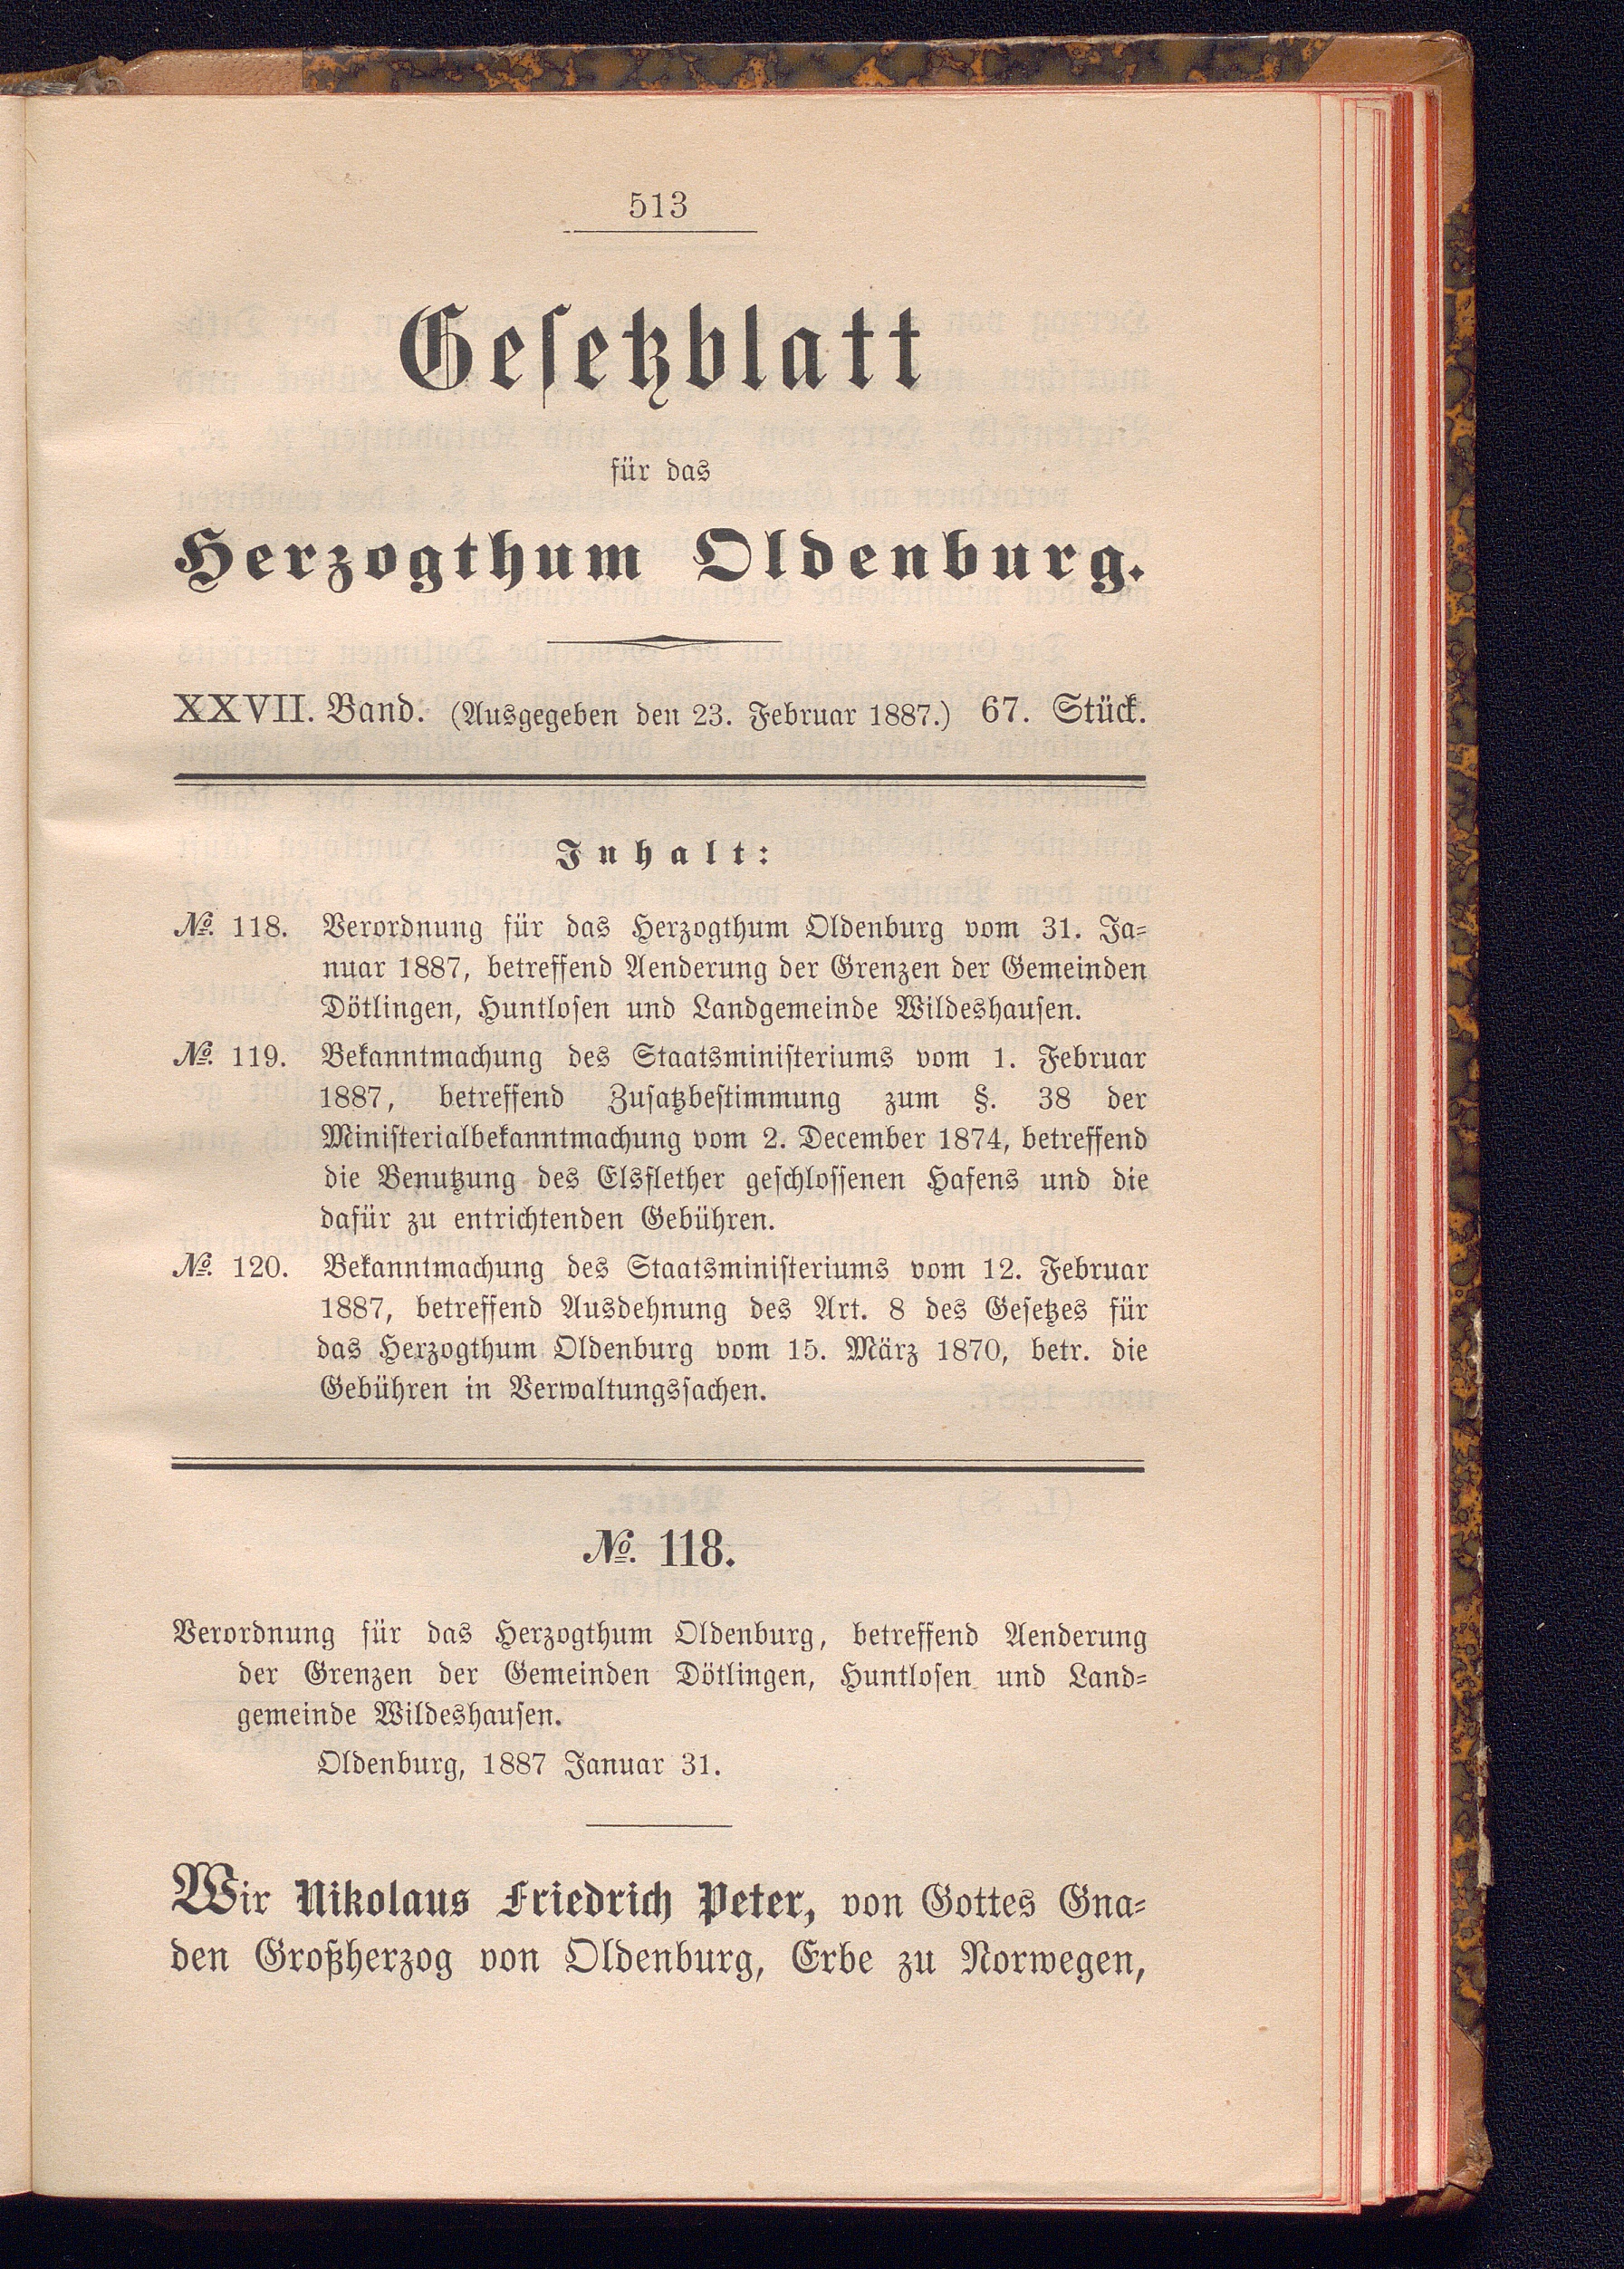 513
Gesetzblatt
für das
Herzogthum Oldenburg.
XXVII. Band. (Ausgegeben den 23. Februar 1887.) 67. Stück.
Inhalt:
№. 118. Verordnung für das Herzogthum Oldenburg vom 31. Ja-
nuar 1887, betreffend Aenderung der Grenzen der Gemeinden
Dötlingen, Huntlosen und Landgemeinde Wildeshausen.
№. 119. Bekanntmachung des Staatsministeriums vom 1. Februar
1887, betreffend Zusatzbestimmung zum §. 38 der
Ministerialbekanntmachung vom 2. December 1874, betreffend
die Benutzung des Elsflether geschlossenen Hafens und die
dafür zu entrichtenden Gebühren.
№. 120. Bekanntmachung des Staatsministeriums vom 12. Februar
1887, betreffend Ausdehnung des Art. 8 des Gesetzes für
das Herzogthum Oldenburg vom 15. März 1870, betr. die
Gebühren in Verwaltungssachen.
№. 118.
Verordnung für das Herzogthum Oldenburg, betreffend Aenderung
der Grenzen der Gemeinden Dötlingen, Huntlosen und Land-
gemeinde Wildeshausen.
Oldenburg, 1887 Januar 31.
Wir Nikolaus Friedrich Peter, von Gottes Gna-
den Großherzog von Oldenburg, Erbe zu Norwegen,